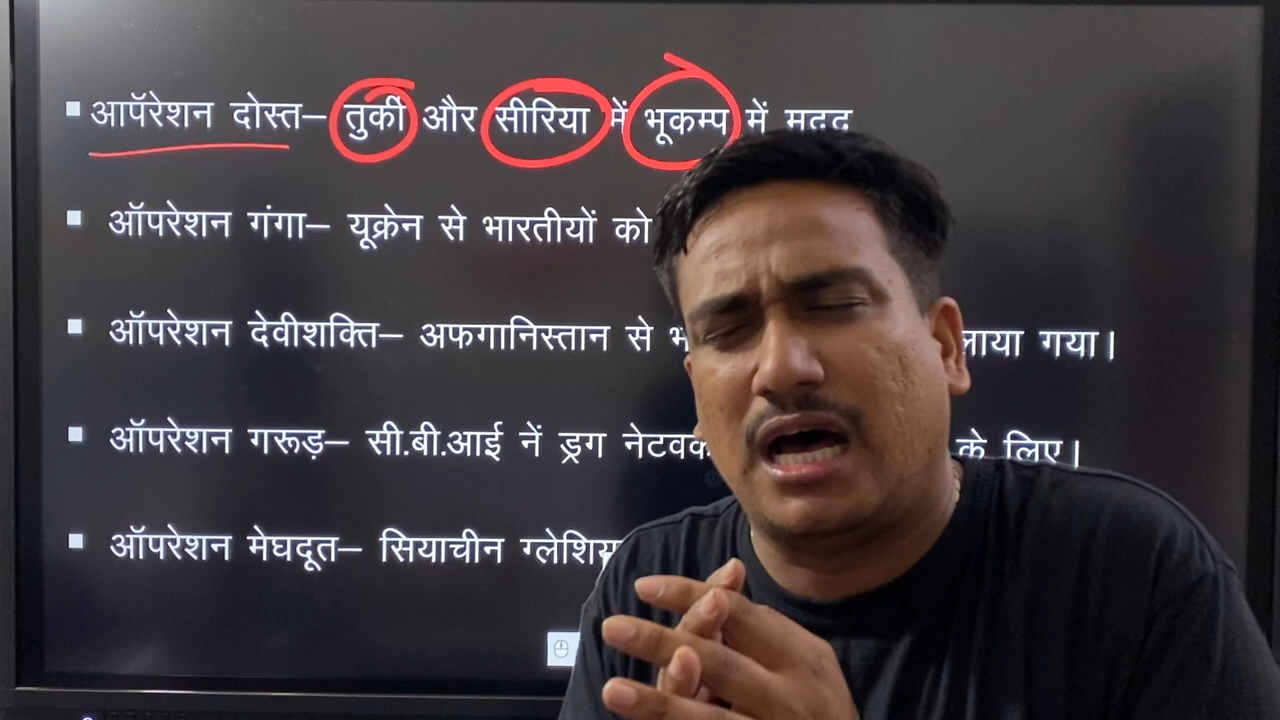 आपॅरेशन दोस्त– तुर्की और सीरिया में भूकम्प में मदद
ऑपरेशन गंगा– यूक्रेन से भारतीयों को
ऑपरेशन देवीशक्ति– अफगानिस्तान से लाया गया।
ऑपरेशन गरूड़– सी.बी.आई नें ड्रग के लिए।
ऑपरेशन मेघदूत– सियाचीन